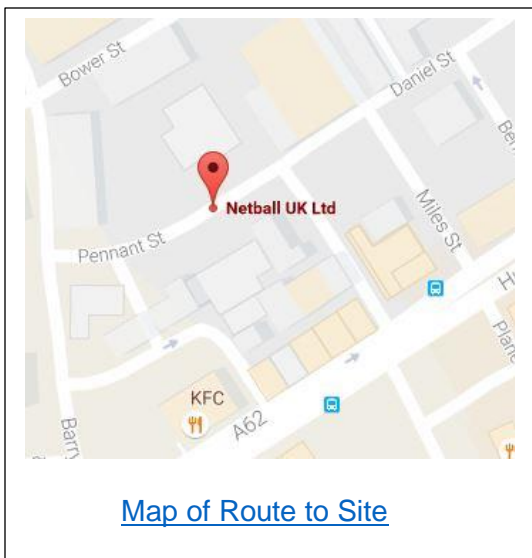 Bower St
Daniel St
Netball UK Ltd
Pennant St
Miles St
KFC
A62
Map of Route to Site